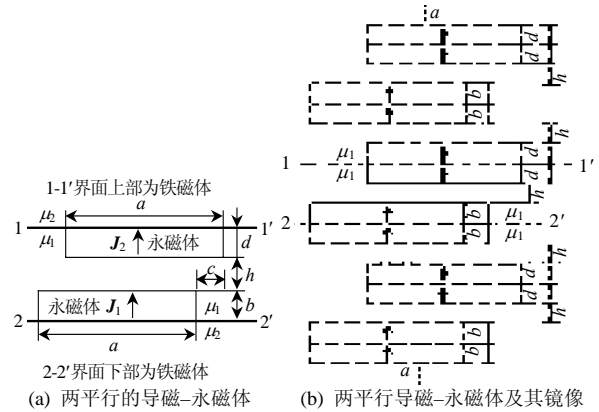 1-1′界面上部为铁磁体
μ₂
a
1
1′
μ₁
J₂
永磁体
d
c
h
永磁体 J₁
μ₁
b
2
2′
μ₂
a
2-2′界面下部为铁磁体
(a) 两平行的导磁–永磁体
a
d
d
h
b
b
h
1
μ₁
μ₁
d
d
1′
h
2
b
b
μ₁
μ₁
2′
h
d
d
h
b
b
a
(b) 两平行导磁–永磁体及其镜像